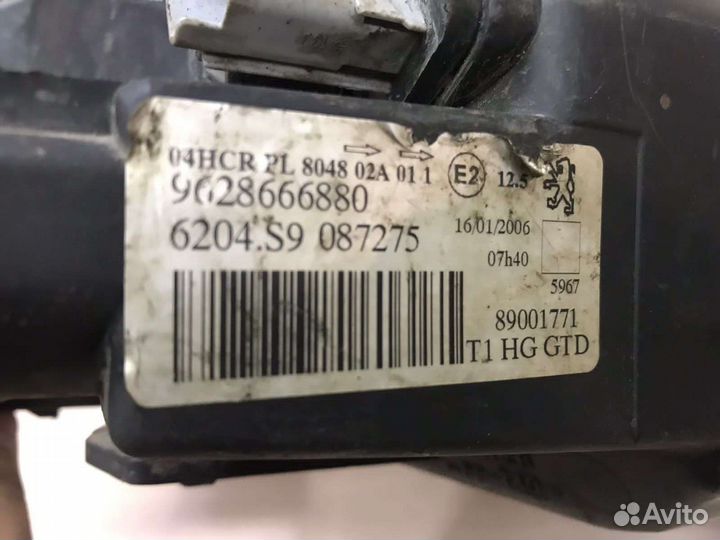 04HCR PL 8048 02A 01 1 E2 12.5
9628666880
6204.S9 087275
16/01/2006
07h40
5967
89001771
T1 HG GTD
Avito